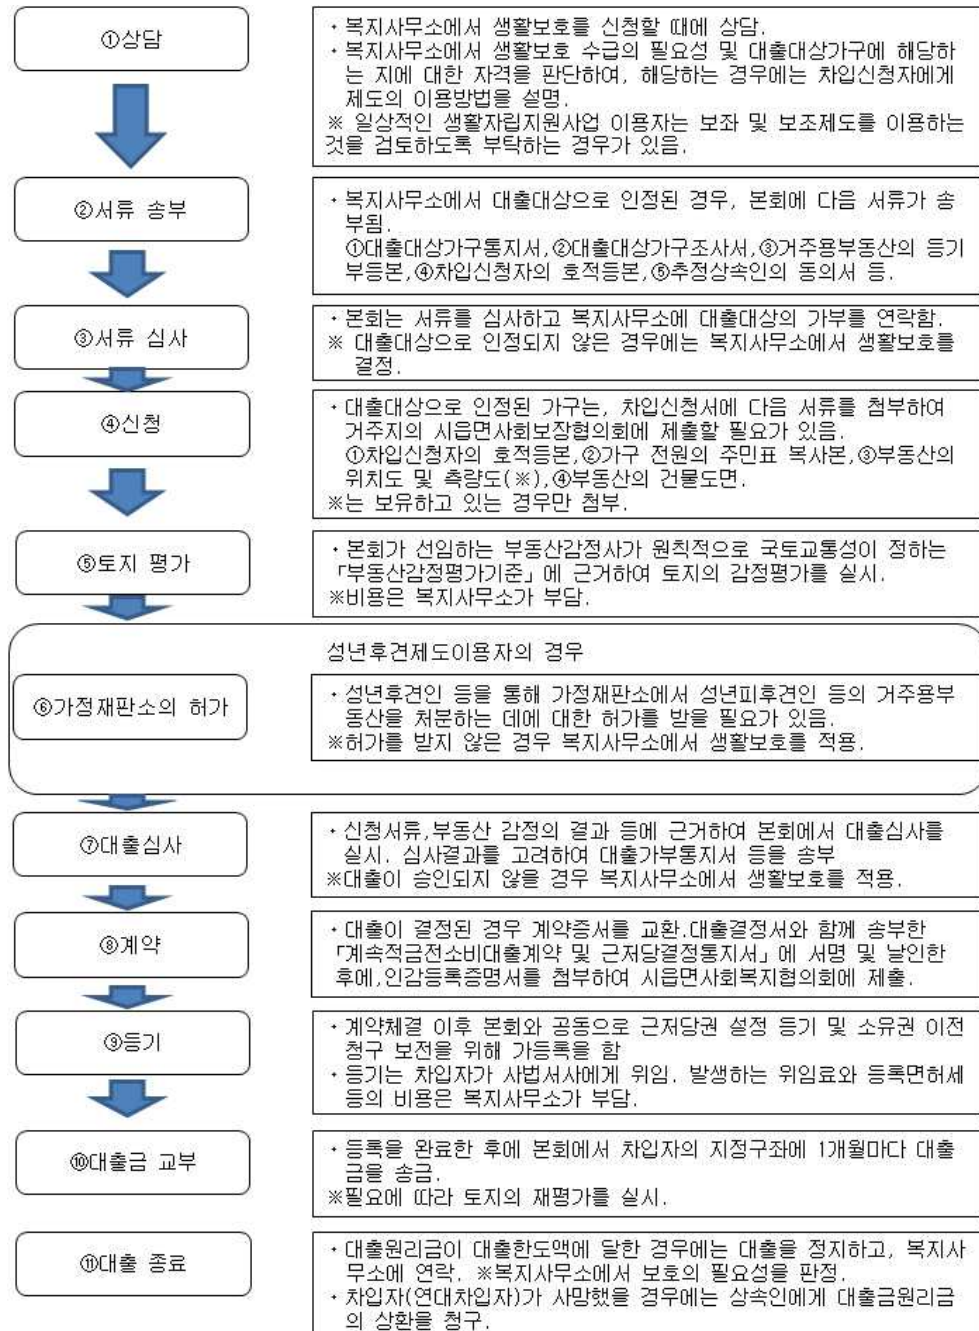 ①상담
・복지사무소에서 생활보호를 신청할 때에 상담.
・복지사무소에서 생활보호 수급의 필요성 및 대출대상가구에 해당하
는 지에 대한 자격을 판단하여, 해당하는 경우에는 차입신청자에게
제도의 이용방법을 설명.
※ 일상적인 생활자립지원사업 이용자는 보좌 및 보조제도를 이용하는
것을 검토하도록 부탁하는 경우가 있음.
②서류 송부
・복지사무소에서 대출대상으로 인정된 경우, 본회에 다음 서류가 송
부됨.
①대출대상가구통지서,②대출대상가구조사서,③거주용부동산의 등기
부등본,④차입신청자의 호적등본,⑤추정상속인의 동의서 등.
③서류 심사
・본회는 서류를 심사하고 복지사무소에 대출대상의 가부를 연락함.
※ 대출대상으로 인정되지 않은 경우에는 복지사무소에서 생활보호를
결정.
④신청
・대출대상으로 인정된 가구는, 차입신청서에 다음 서류를 첨부하여
거주지의 시읍면사회보장협의회에 제출할 필요가 있음.
①차입신청자의 호적등본,②가구 전원의 주민표 복사본,③부동산의
위치도 및 측량도(※),④부동산의 건물도면.
※는 보유하고 있는 경우만 첨부.
⑤토지 평가
・본회가 선임하는 부동산감정사가 원칙적으로 국토교통성이 정하는
「부동산감정평가기준」에 근거하여 토지의 감정평가를 실시.
※비용은 복지사무소가 부담.
성년후견제도이용자의 경우
⑥가정재판소의 허가
・성년후견인 등을 통해 가정재판소에서 성년피후견인 등의 거주용부
동산을 처분하는 데에 대한 허가를 받을 필요가 있음.
※허가를 받지 않은 경우 복지사무소에서 생활보호를 적용.
⑦대출심사
・신청서류,부동산 감정의 결과 등에 근거하여 본회에서 대출심사를
실시. 심사결과를 고려하여 대출가부통지서 등을 송부
※대출이 승인되지 않을 경우 복지사무소에서 생활보호를 적용.
⑧계약
・대출이 결정된 경우 계약증서를 교환.대출결정서와 함께 송부한
「계속적금전소비대출계약 및 근저당결정통지서」에 서명 및 날인한
후에,인감등록증명서를 첨부하여 시읍면사회복지협의회에 제출.
⑨등기
・계약체결 이후 본회와 공동으로 근저당권 설정 등기 및 소유권 이전
청구 보전을 위해 가등록을 함
・등기는 차입자가 사법서사에게 위임. 발생하는 위임료와 등록면허세
등의 비용은 복지사무소가 부담.
⑩대출금 교부
・등록을 완료한 후에 본회에서 차입자의 지정구좌에 1개월마다 대출
금을 송금.
※필요에 따라 토지의 재평가를 실시.
⑪대출 종료
・대출원리금이 대출한도액에 달한 경우에는 대출을 정지하고, 복지사
무소에 연락. ※복지사무소에서 보호의 필요성을 판정.
・차입자(연대차입자)가 사망했을 경우에는 상속인에게 대출금원리금
의 상환을 청구.